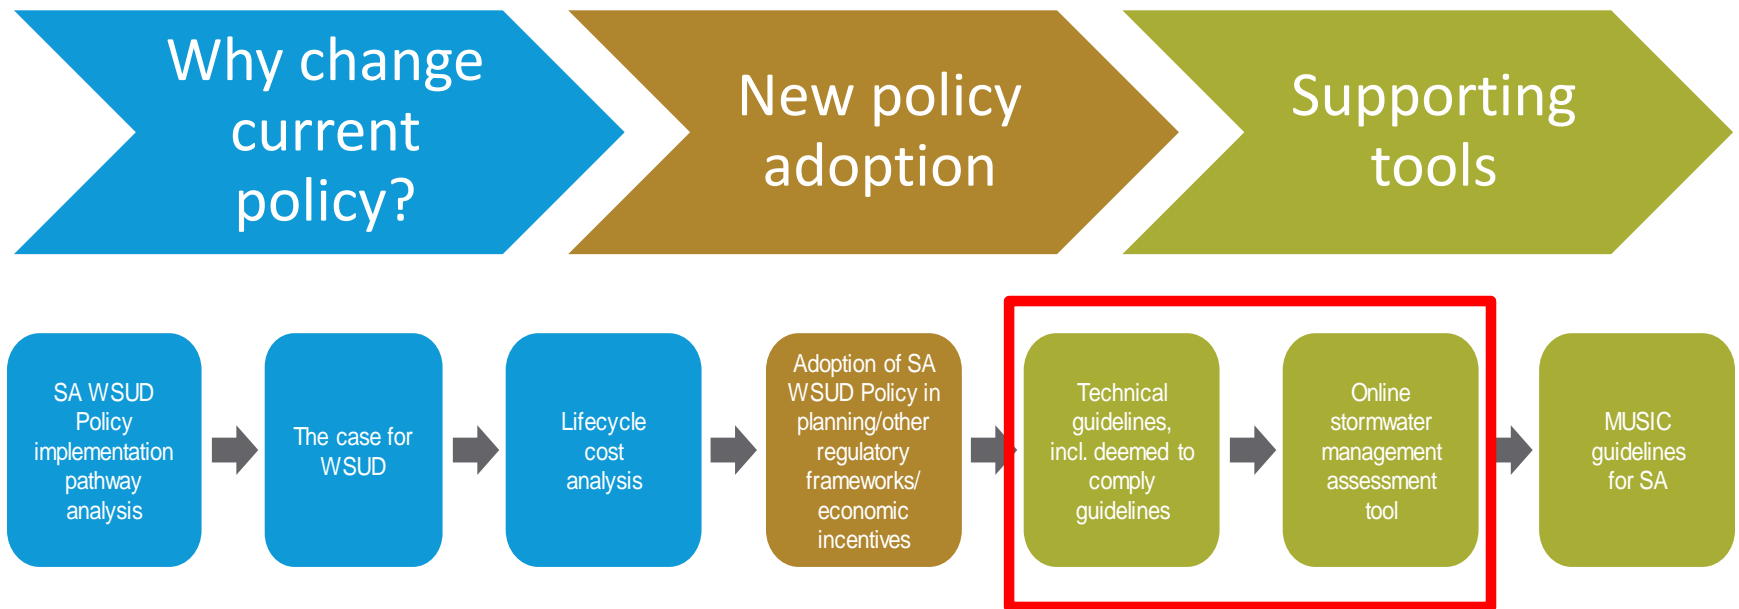 Why change
current
policy?
New policy
adoption
Supporting
tools
SA WSUD
Policy
implementation
pathway
analysis
The case for
WSUD
Lifecycle
cost
analysis
Adoption of SA
WSUD Policy in
planning/other
regulatory
frameworks/
economic
incentives
Technical
guidelines,
incl. deemed to
comply
guidelines
Online
stormwater
management
assessment
tool
MUSIC
guidelines
for SA